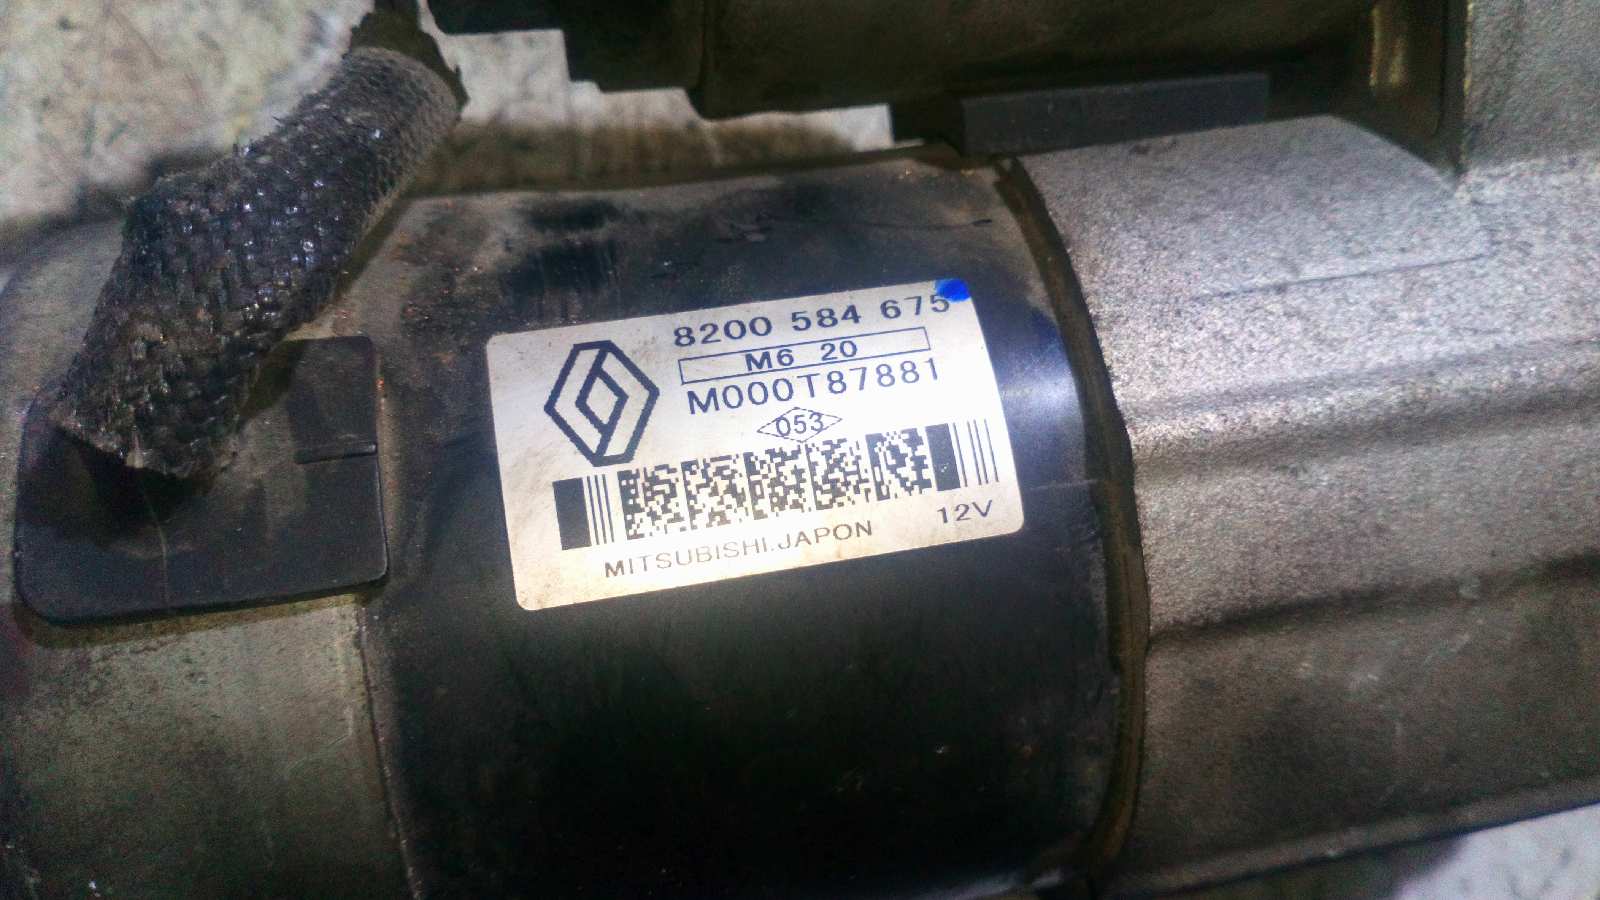 8200 584 675
M6 20
M000T87881
053
12V
MITSUBISHI.JAPON